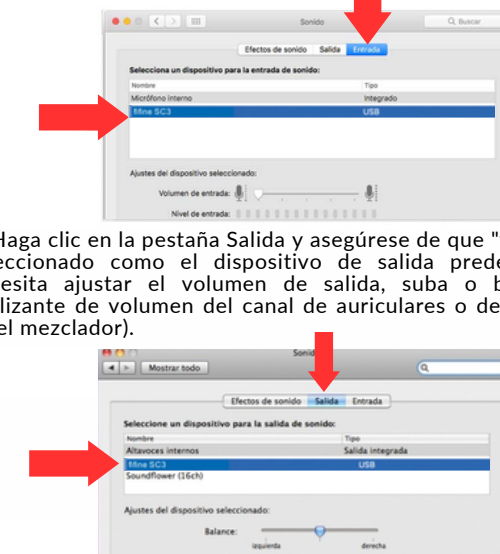 Sonido
Buscar
Efectos de sonido Salida Entrada
Selecciona un dispositivo para la entrada de sonido:
Nombre Tipo
Micrófono interno Integrado
fifine SC3 USB
Ajustes del dispositivo seleccionado:
Volumen de entrada:
Nivel de entrada:
Haga clic en la pestaña Salida y asegúrese de que "
eccionado como el dispositivo de salida prede
esita ajustar el volumen de salida, suba o b
lizante de volumen del canal de auriculares o de
el mezclador).
Mostrar todo
Efectos de sonido Salida Entrada
Seleccione un dispositivo para la salida de sonido:
Nombre Tipo
Altavoces internos Salida integrada
fifine SC3 USB
Soundflower (16ch)
Ajustes del dispositivo seleccionado:
Balance:
izquierda derecha